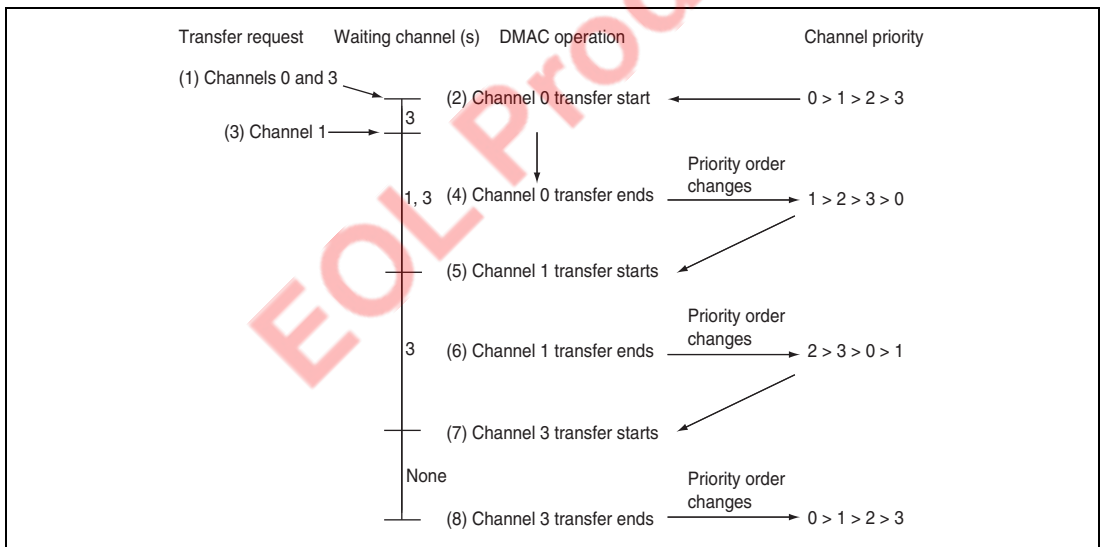 Transfer request Waiting channel (s) DMAC operation Channel priority
(1) Channels 0 and 3
(2) Channel 0 transfer start 0 > 1 > 2 > 3
3
(3) Channel 1
Priority order
changes
1, 3 (4) Channel 0 transfer ends 1 > 2 > 3 > 0
(5) Channel 1 transfer starts
Priority order
changes
3 (6) Channel 1 transfer ends 2 > 3 > 0 > 1
(7) Channel 3 transfer starts
None
Priority order
changes
(8) Channel 3 transfer ends 0 > 1 > 2 > 3
EOL Prod